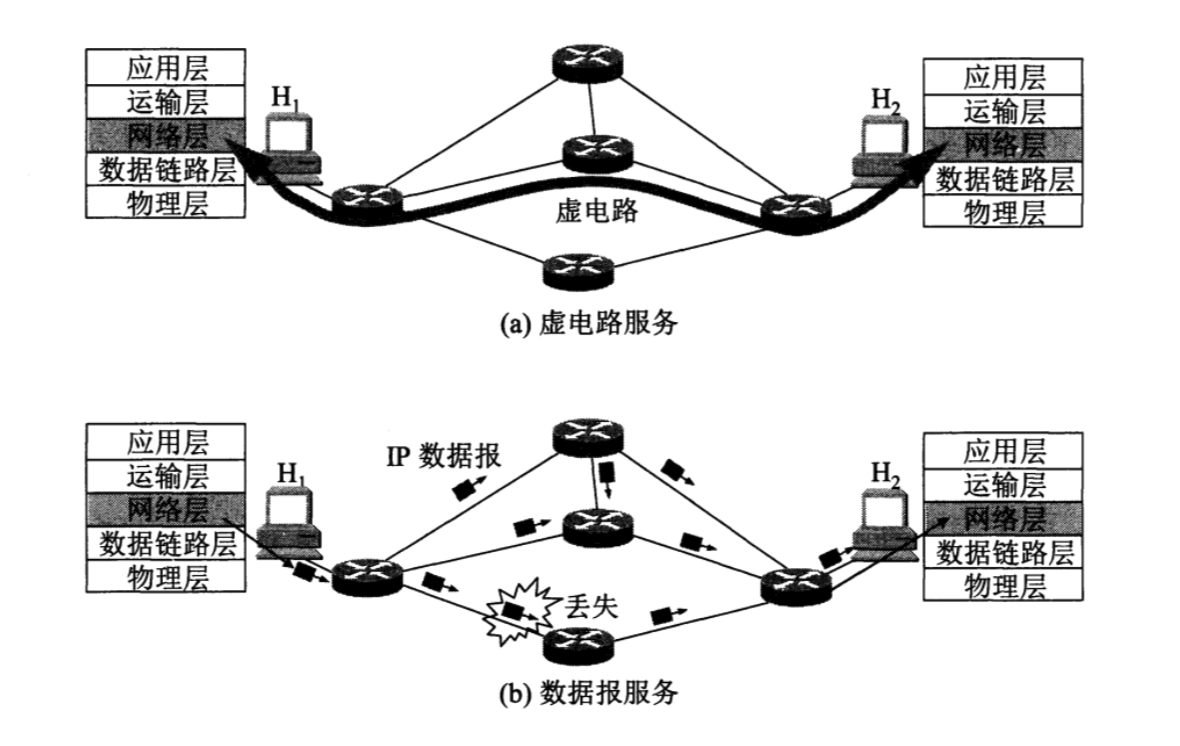 应用层
运输层
网络层
数据链路层
物理层
H1
H2
应用层
运输层
网络层
数据链路层
物理层
虚电路
(a) 虚电路服务
应用层
运输层
网络层
数据链路层
物理层
H1
IP 数据报
丢失
H2
应用层
运输层
网络层
数据链路层
物理层
(b) 数据报服务